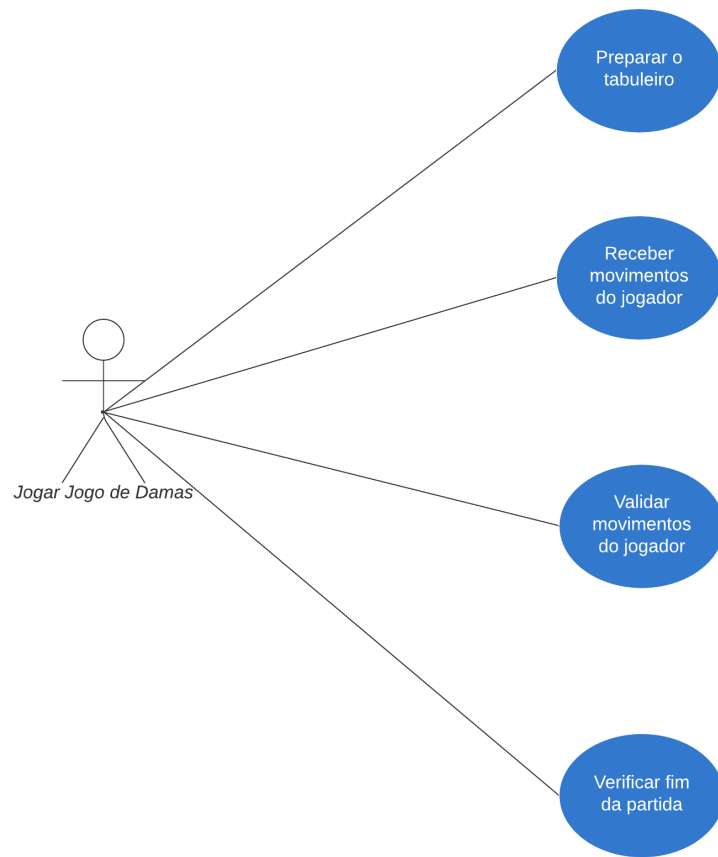 Preparar o
tabuleiro
Receber
movimentos
do jogador
Jogar Jogo de Damas
Validar
movimentos
do jogador
Verificar fim
da partida